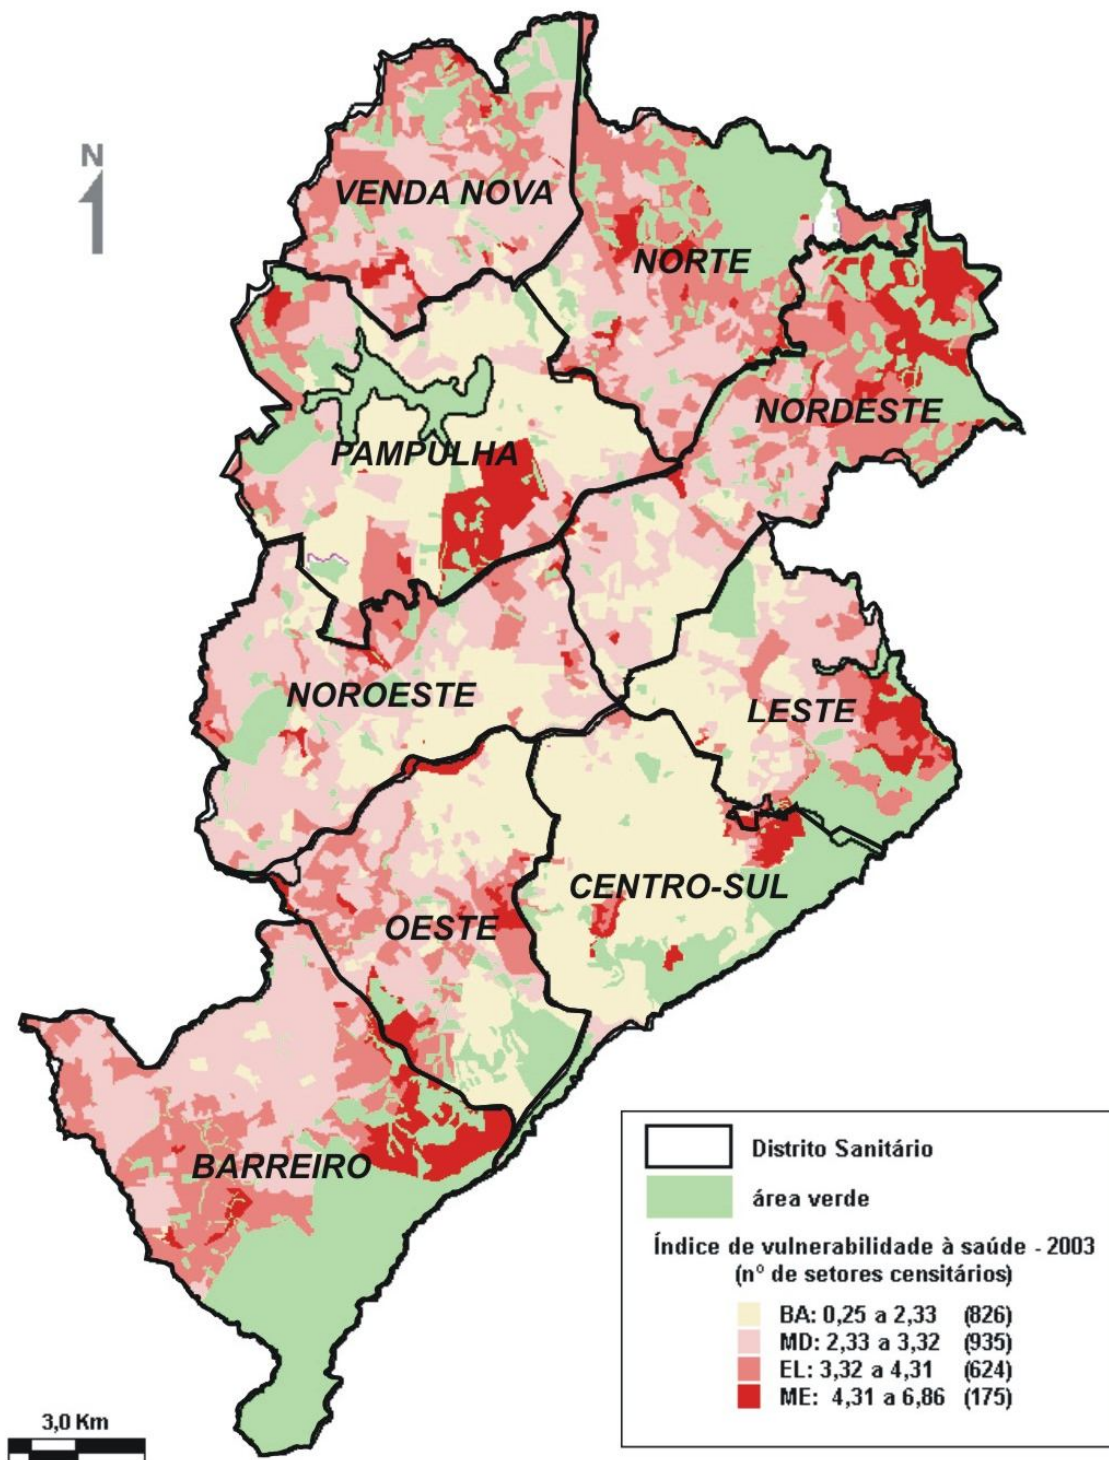 N
VENDA NOVA
NORTE
NORDESTE
PAMPULHA
NOROESTE
LESTE
CENTRO-SUL
OESTE
BARREIRO
Distrito Sanitário
área verde
Índice de vulnerabilidade à saúde - 2003
(nº de setores censitários)
BA: 0,25 a 2,33 (826)
MD: 2,33 a 3,32 (935)
EL: 3,32 a 4,31 (624)
ME: 4,31 a 6,86 (175)
3,0 Km